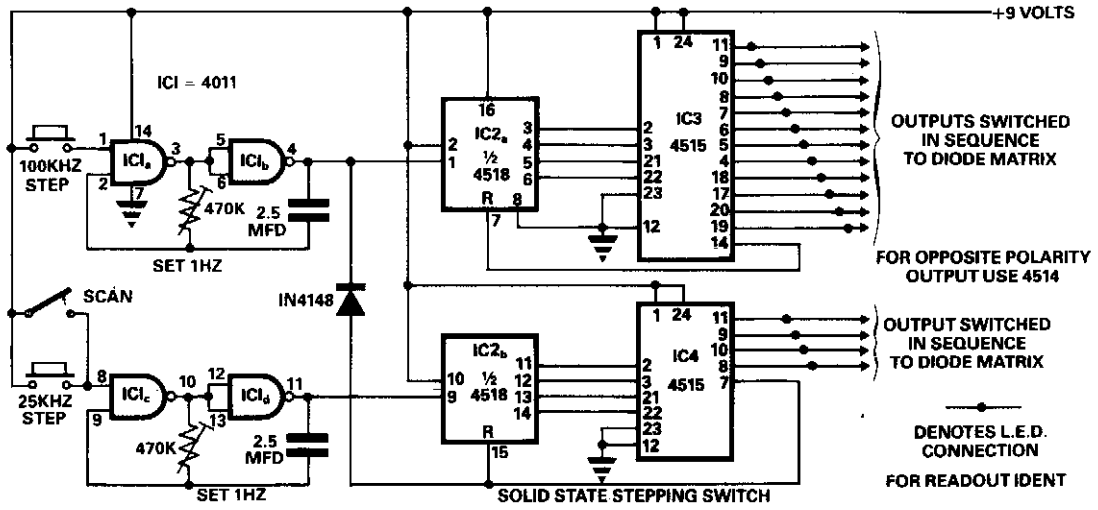 +9 VOLTS
ICI = 4011
100KHZ
STEP
1
2
14
ICIa
7
3
5
6
ICIb
4
470K
2.5
MFD
SET 1HZ
2
1
16
IC2a
½
4518
R
8
7
3
4
5
6
1
24
2
3
21
22
23
12
IC3
4515
11
9
10
8
7
6
5
4
18
17
20
19
14
OUTPUTS SWITCHED
IN SEQUENCE
TO DIODE MATRIX
FOR OPPOSITE POLARITY
OUTPUT USE 4514
SCAN
25KHZ
STEP
8
9
ICIc
10
12
13
ICId
11
470K
2.5
MFD
SET 1HZ
IN4148
10
9
IC2b
½
4518
R
15
11
12
13
14
1
24
2
3
21
22
23
12
IC4
4515
11
9
10
8
7
OUTPUT SWITCHED
IN SEQUENCE
TO DIODE MATRIX
DENOTES L.E.D.
CONNECTION
FOR READOUT IDENT
SOLID STATE STEPPING SWITCH